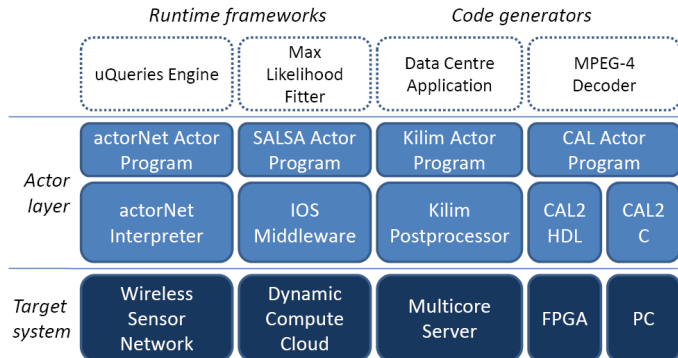 Runtime frameworks
Code generators
uQueries Engine
Max
Likelihood
Fitter
Data Centre
Application
MPEG-4
Decoder
Actor
layer
actorNet Actor
Program
SALSA Actor
Program
Kilim Actor
Program
CAL Actor
Program
actorNet
Interpreter
IOS
Middleware
Kilim
Postprocessor
CAL2
HDL
CAL2
C
Target
system
Wireless
Sensor
Network
Dynamic
Compute
Cloud
Multicore
Server
FPGA
PC